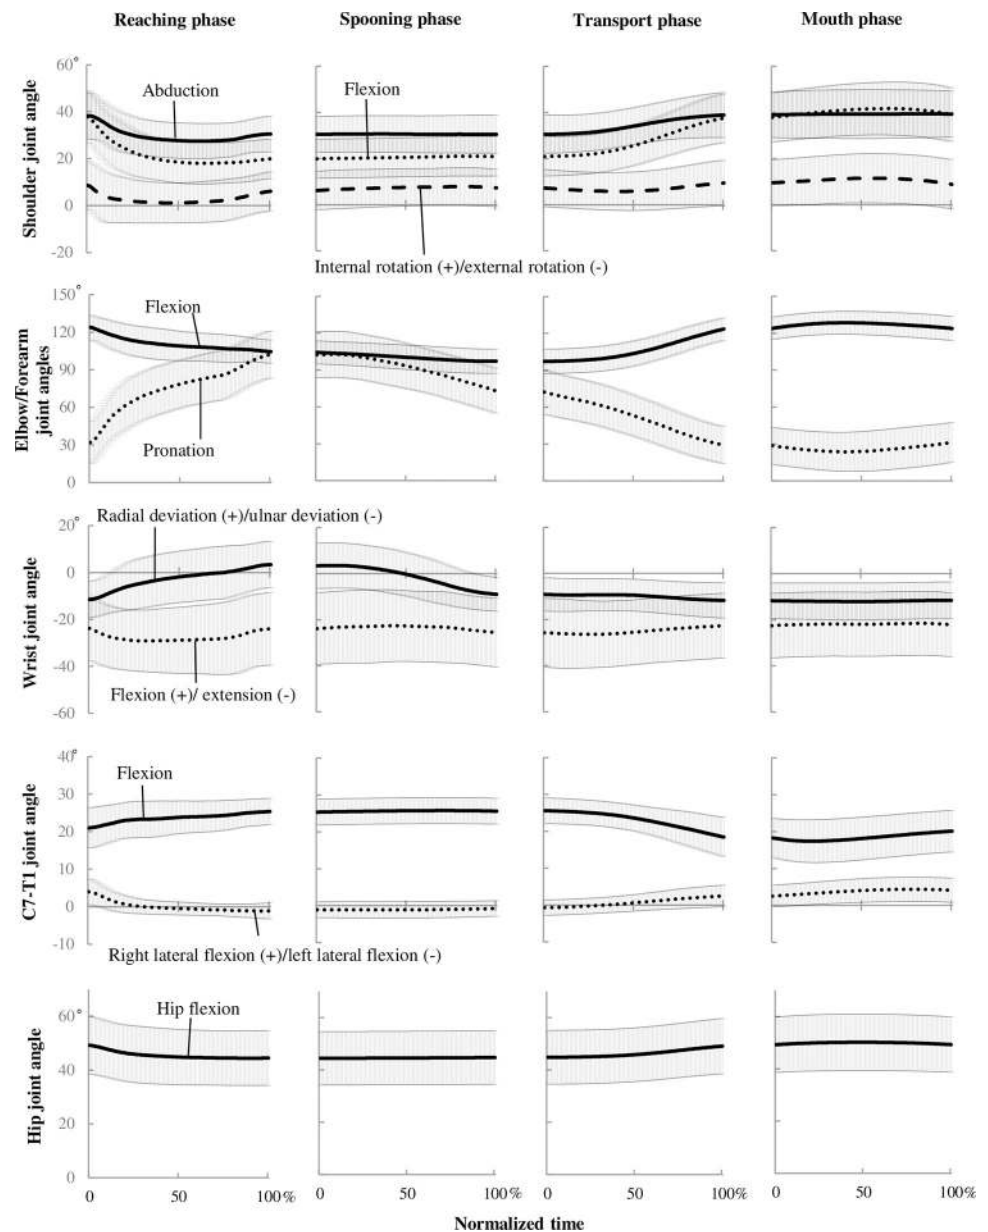 Reaching phase
Spooning phase
Transport phase
Mouth phase
Shoulder joint angle
60°
40
20
0
-20
Abduction
Flexion
Internal rotation (+)/external rotation (-)
Elbow/Forearm
joint angles
150°
120
90
60
30
0
Flexion
Pronation
Wrist joint angle
20°
0
-20
-40
-60
Radial deviation (+)/ulnar deviation (-)
Flexion (+)/ extension (-)
C7-T1 joint angle
40°
30
20
10
0
-10
Flexion
Right lateral flexion (+)/left lateral flexion (-)
Hip joint angle
60°
40
20
0
Hip flexion
0 50 100%
0 50 100%
0 50 100%
0 50 100%
Normalized time